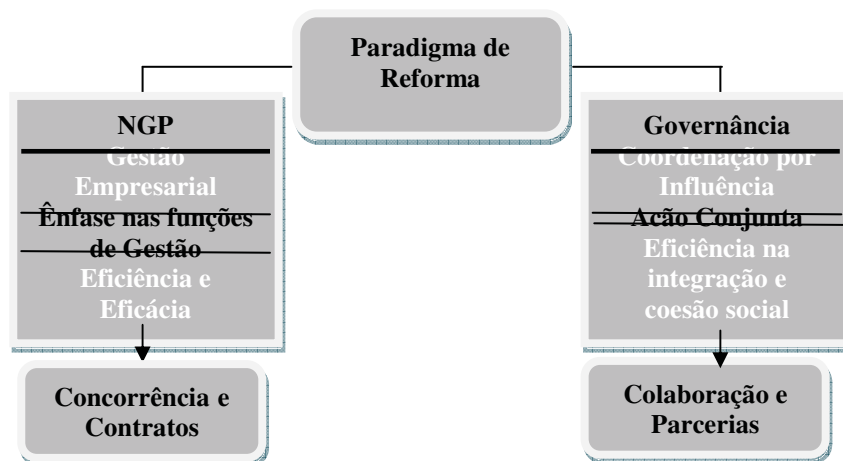 Paradigma de
Reforma
NGP
Gestão
Empresarial
Ênfase nas funções
de Gestão
Eficiência e
Eficácia
Concorrência e
Contratos
Governância
Coordenação por
Influência
Acão Conjunta
Eficiência na
integração e
coesão social
Colaboração e
Parcerias